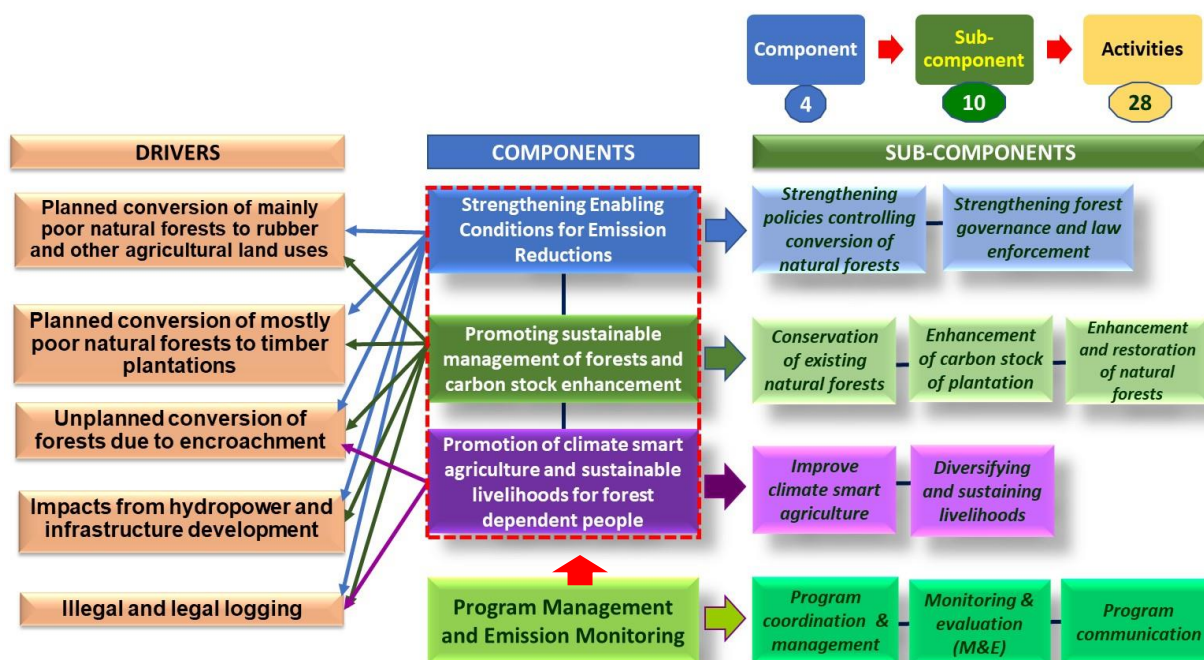 Component
Sub-
component
Activities
4
10
28
DRIVERS
COMPONENTS
SUB-COMPONENTS
Planned conversion of mainly
poor natural forests to rubber
and other agricultural land uses
Planned conversion of mostly
poor natural forests to timber
plantations
Unplanned conversion of
forests due to encroachment
Impacts from hydropower and
infrastructure development
Illegal and legal logging
Strengthening Enabling
Conditions for Emission
Reductions
Promoting sustainable
management of forests and
carbon stock enhancement
Promotion of climate smart
agriculture and sustainable
livelihoods for forest
dependent people
Program Management
and Emission Monitoring
Strengthening
policies controlling
conversion of
natural forests
Strengthening forest
governance and law
enforcement
Conservation
of existing
natural forests
Enhancement
of carbon stock
of plantation
Enhancement
and restoration
of natural
forests
Improve
climate smart
agriculture
Diversifying
and sustaining
livelihoods
Program
coordination &
management
Monitoring &
evaluation
(M&E)
Program
communication